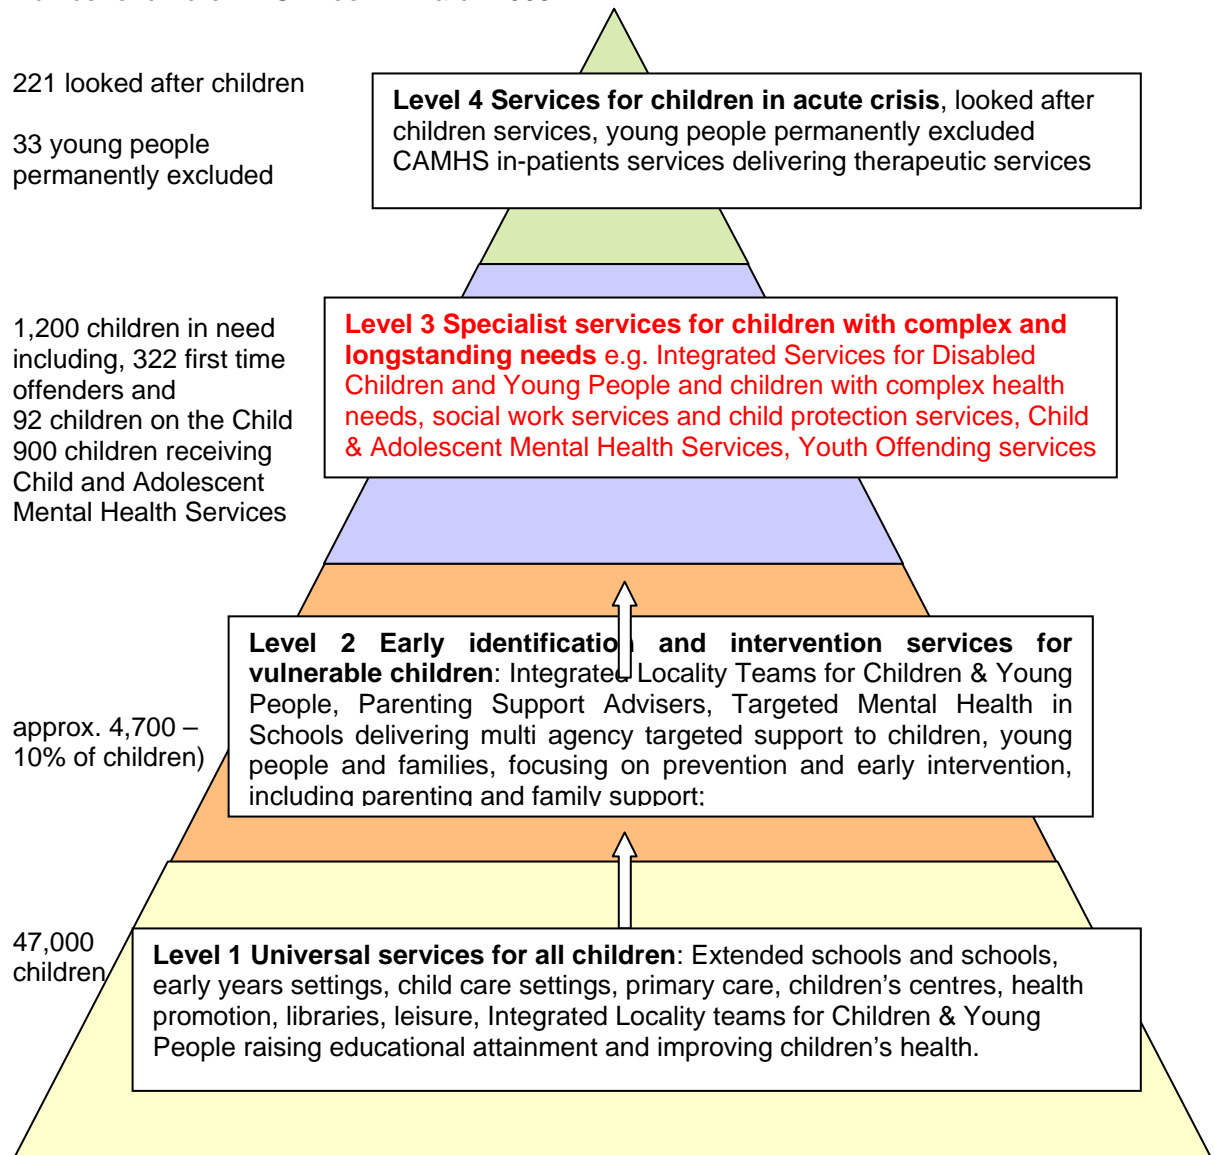 221 looked after children
33 young people
permanently excluded
Level 4 Services for children in acute crisis, looked after
children services, young people permanently excluded
CAMHS in-patients services delivering therapeutic services
1,200 children in need
including, 322 first time
offenders and
92 children on the Child
900 children receiving
Child and Adolescent
Mental Health Services
Level 3 Specialist services for children with complex and
longstanding needs e.g. Integrated Services for Disabled
Children and Young People and children with complex health
needs, social work services and child protection services, Child
& Adolescent Mental Health Services, Youth Offending services
approx. 4,700 –
10% of children)
Level 2 Early identification and intervention services for
vulnerable children: Integrated Locality Teams for Children & Young
People, Parenting Support Advisers, Targeted Mental Health in
Schools delivering multi agency targeted support to children, young
people and families, focusing on prevention and early intervention,
including parenting and family support;
47,000
children
Level 1 Universal services for all children: Extended schools and schools,
early years settings, child care settings, primary care, children's centres, health
promotion, libraries, leisure, Integrated Locality teams for Children & Young
People raising educational attainment and improving children's health.